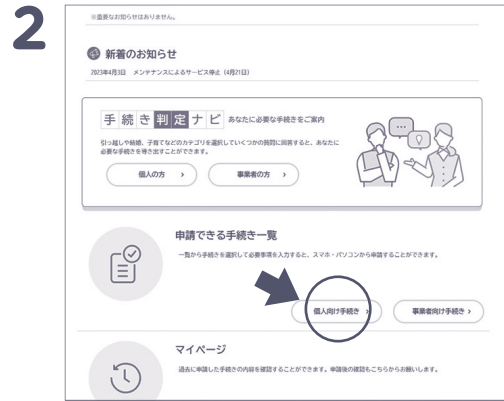 2
※重要なお知らせはありません。
新着のお知らせ
2023年4月3日 メンテナンスによるサービス停止（4月21日）
手続き判定ナビ あなたに必要な手続きをご案内
引っ越しや結婚、子育てなどのカテゴリを選択していくつかの質問に回答すると、あなたに
必要な手続きを導き出すことができます。
個人の方 ›
事業者の方 ›
申請できる手続き一覧
一覧から手続きを選択して必要事項を入力すると、スマホ・パソコンから申請することができます。
個人向け手続き ›
事業者向け手続き ›
マイページ
過去に申請した手続きの内容を確認することができます。申請後の確認もこちらからお願いします。